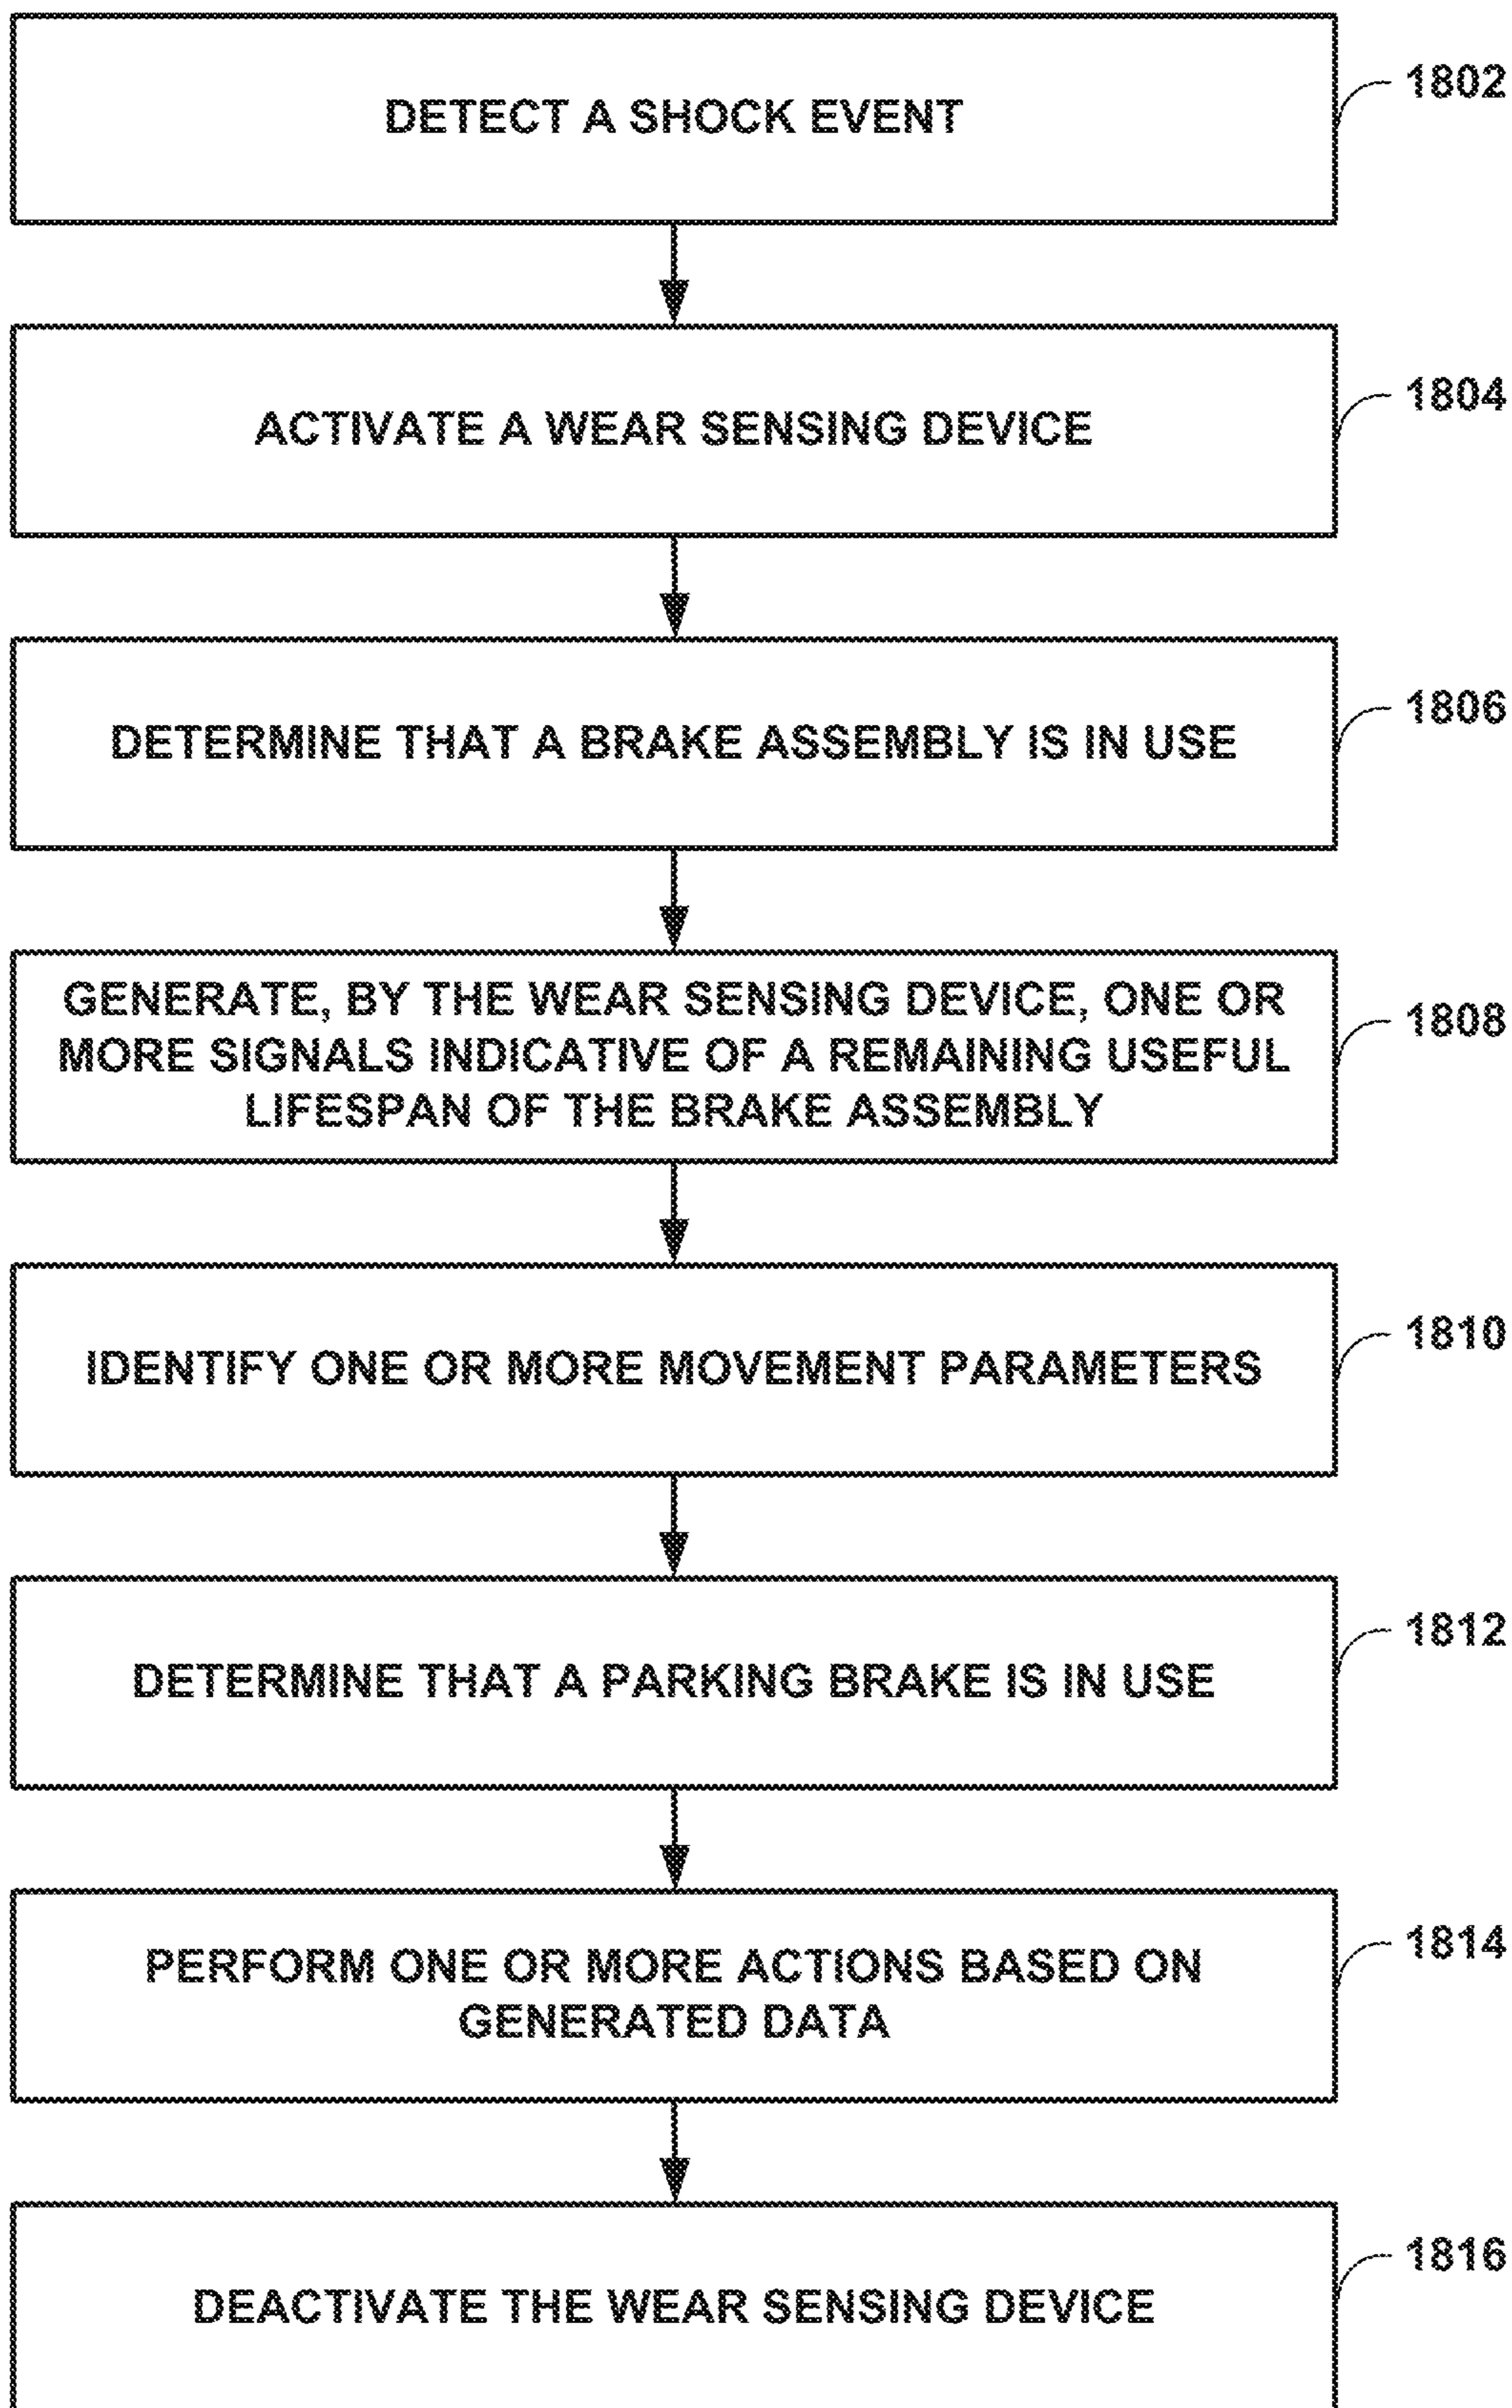 DETECT A SHOCK EVENT
1802
ACTIVATE A WEAR SENSING DEVICE
1804
DETERMINE THAT A BRAKE ASSEMBLY IS IN USE
1806
GENERATE, BY THE WEAR SENSING DEVICE, ONE OR
MORE SIGNALS INDICATIVE OF A REMAINING USEFUL
LIFESPAN OF THE BRAKE ASSEMBLY
1808
IDENTIFY ONE OR MORE MOVEMENT PARAMETERS
1810
DETERMINE THAT A PARKING BRAKE IS IN USE
1812
PERFORM ONE OR MORE ACTIONS BASED ON
GENERATED DATA
1814
DEACTIVATE THE WEAR SENSING DEVICE
1816